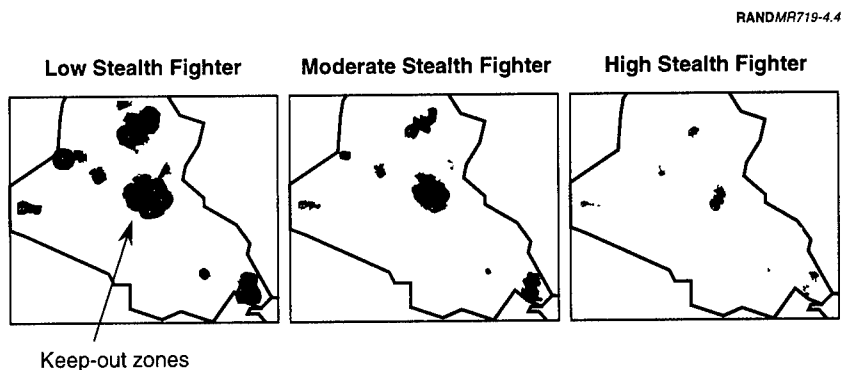 RANDMR719-4.4
Low Stealth Fighter
Moderate Stealth Fighter
High Stealth Fighter
Keep-out zones